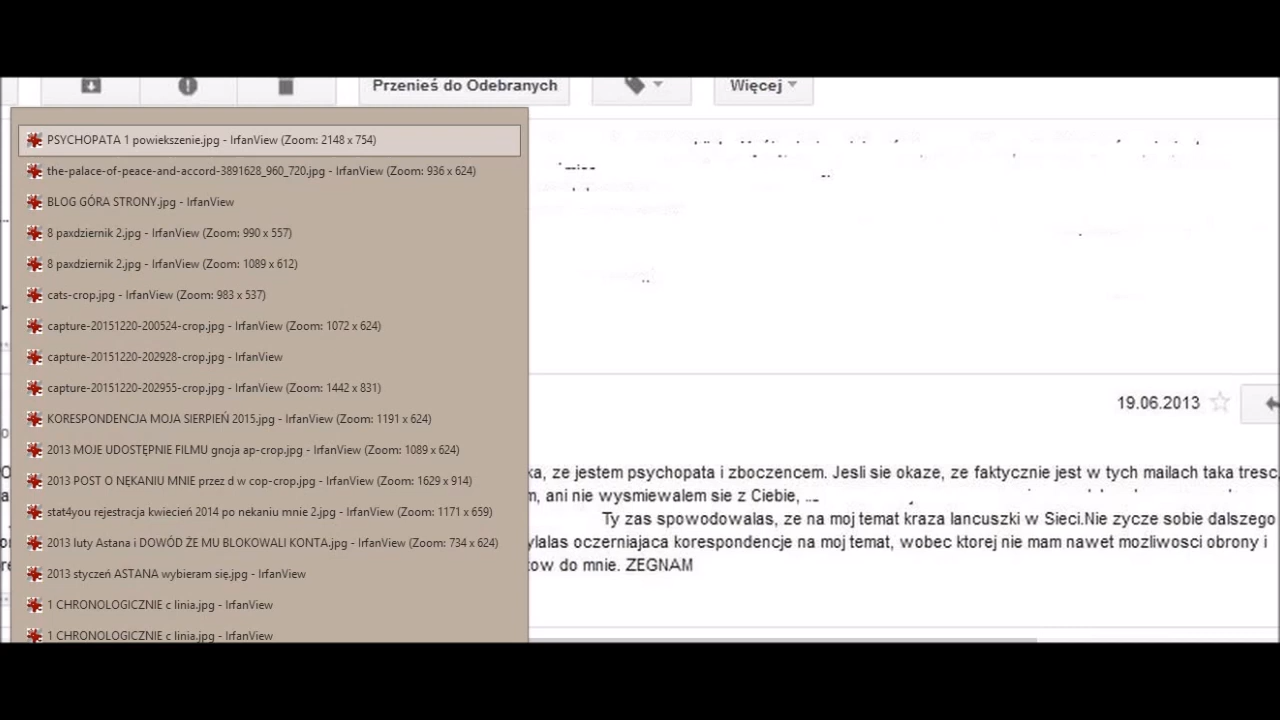 Przenieś do Odebranych
Więcej
PSYCHOPATA 1 powiekszenie.jpg - IrfanView (Zoom: 2148 x 754)
the-palace-of-peace-and-accord-3891628_960_720.jpg - IrfanView (Zoom: 936 x 624)
BLOG GÓRA STRONY.jpg - IrfanView
8 paxdziernik 2.jpg - IrfanView (Zoom: 990 x 557)
8 paxdziernik 2.jpg - IrfanView (Zoom: 1089 x 612)
cats-crop.jpg - IrfanView (Zoom: 983 x 537)
capture-20151220-200524-crop.jpg - IrfanView (Zoom: 1072 x 624)
capture-20151220-202928-crop.jpg - IrfanView
capture-20151220-202955-crop.jpg - IrfanView (Zoom: 1442 x 831)
KORESPONDENCJA MOJA SIERPIEŃ 2015.jpg - IrfanView (Zoom: 1191 x 624)
2013 MOJE UDOSTĘPNIE FILMU gnoja ap-crop.jpg - IrfanView (Zoom: 1089 x 624)
2013 POST O NĘKANIU MNIE przez d w cop-crop.jpg - IrfanView (Zoom: 1629 x 914)
stat4you rejestracja kwiecień 2014 po nekaniu mnie 2.jpg - IrfanView (Zoom: 1171 x 659)
2013 luty Astana i DOWÓD ŻE MU BLOKOWALI KONTA.jpg - IrfanView (Zoom: 734 x 624)
2013 styczeń ASTANA wybieram się.jpg - IrfanView
1 CHRONOLOGICZNIE c linia.jpg - IrfanView
1 CHRONOLOGICZNIE c linia.jpg - IrfanView
19.06.2013
ka, ze jestem psychopata i zboczencem. Jesli sie okaze, ze faktycznie jest w tych mailach taka tresc,
m, ani nie wysmiewalem sie z Ciebie,
Ty zas spowodowalas, ze na moj temat kraza lancuszki w Sieci.Nie zycze sobie dalszego
ylalas oczerniajaca korespondencje na moj temat, wobec ktorej nie mam nawet mozliwosci obrony i
tow do mnie. ZEGNAM